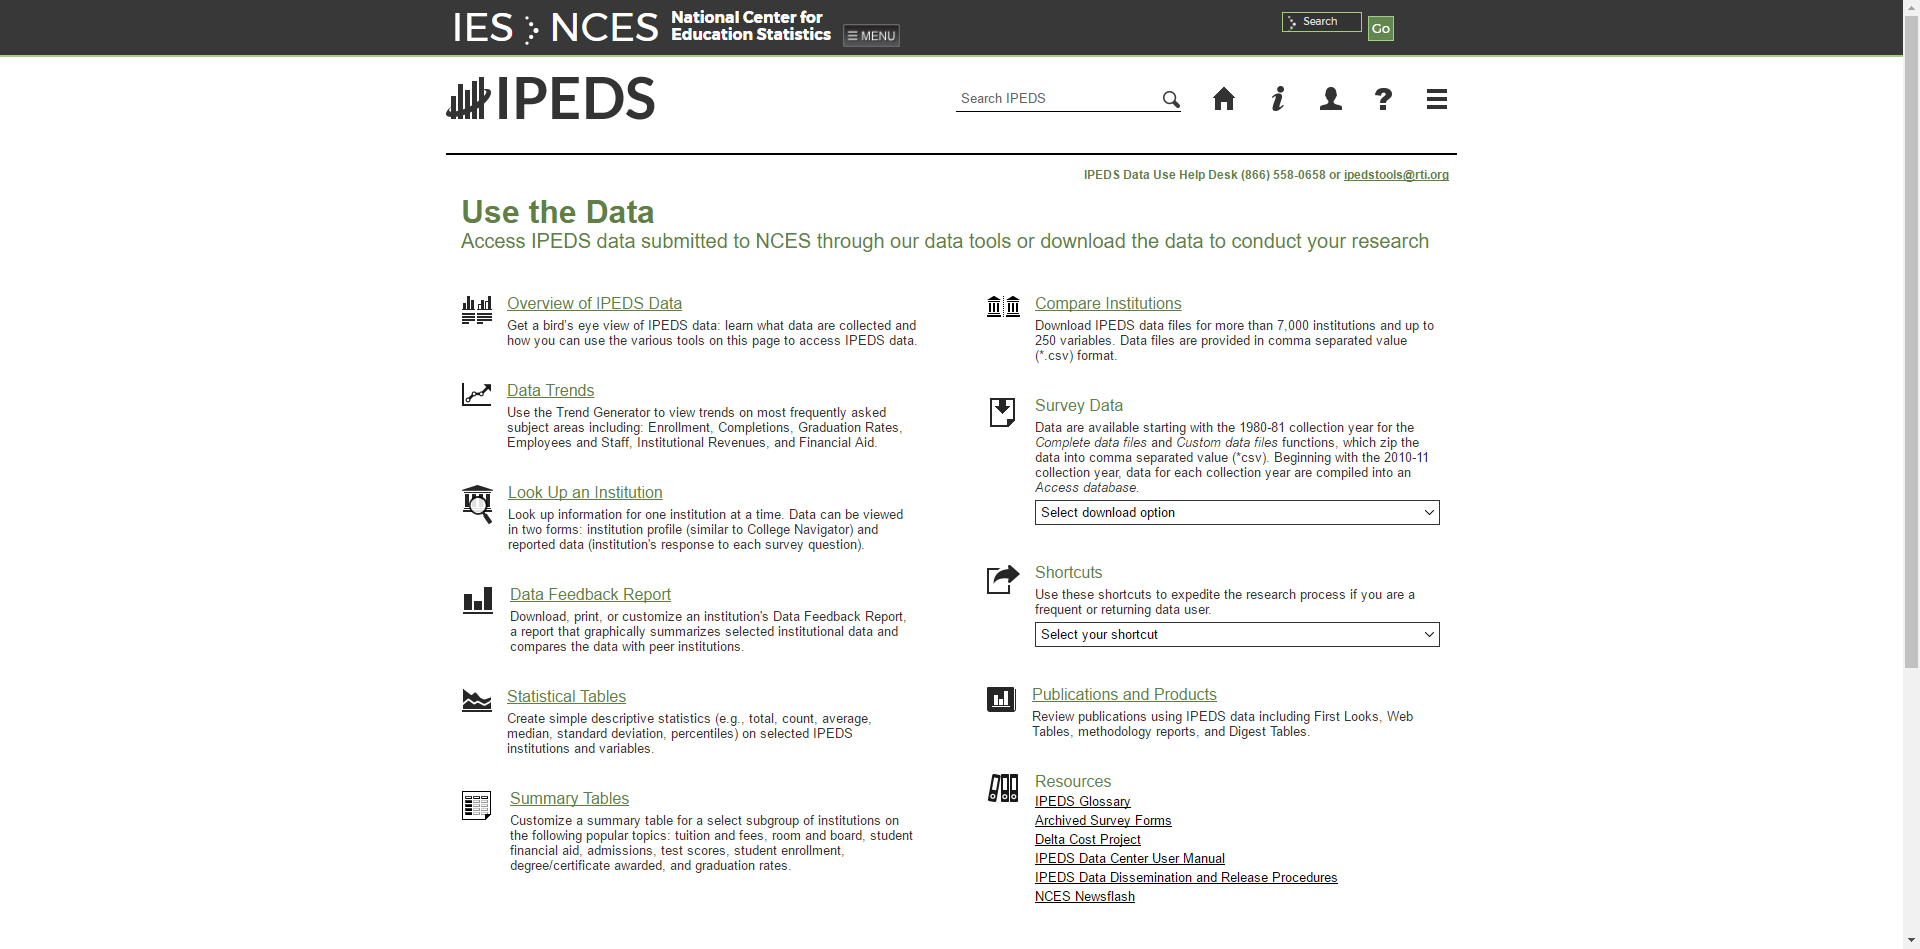 IES NCES National Center for Education Statistics
MENU
Search
Go
IPEDS
Search IPEDS
IPEDS Data Use Help Desk (866) 558-0658 or ipedstools@rti.org
Use the Data
Access IPEDS data submitted to NCES through our data tools or download the data to conduct your research
Overview of IPEDS Data
Get a bird's eye view of IPEDS data: learn what data are collected and
how you can use the various tools on this page to access IPEDS data.
Data Trends
Use the Trend Generator to view trends on most frequently asked
subject areas including: Enrollment, Completions, Graduation Rates,
Employees and Staff, Institutional Revenues, and Financial Aid.
Look Up an Institution
Look up information for one institution at a time. Data can be viewed
in two forms: institution profile (similar to College Navigator) and
reported data (institution's response to each survey question).
Data Feedback Report
Download, print, or customize an institution's Data Feedback Report,
a report that graphically summarizes selected institutional data and
compares the data with peer institutions.
Statistical Tables
Create simple descriptive statistics (e.g., total, count, average,
median, standard deviation, percentiles) on selected IPEDS
institutions and variables.
Summary Tables
Customize a summary table for a select subgroup of institutions on
the following popular topics: tuition and fees, room and board, student
financial aid, admissions, test scores, student enrollment,
degree/certificate awarded, and graduation rates.
Compare Institutions
Download IPEDS data files for more than 7,000 institutions and up to
250 variables. Data files are provided in comma separated value
(*.csv) format.
Survey Data
Data are available starting with the 1980-81 collection year for the
Complete data files and Custom data files functions, which zip the
data into comma separated value (*csv). Beginning with the 2010-11
collection year, data for each collection year are compiled into an
Access database.
Select download option
Shortcuts
Use these shortcuts to expedite the research process if you are a
frequent or returning data user.
Select your shortcut
Publications and Products
Review publications using IPEDS data including First Looks, Web
Tables, methodology reports, and Digest Tables.
Resources
IPEDS Glossary
Archived Survey Forms
Delta Cost Project
IPEDS Data Center User Manual
IPEDS Data Dissemination and Release Procedures
NCES Newsflash